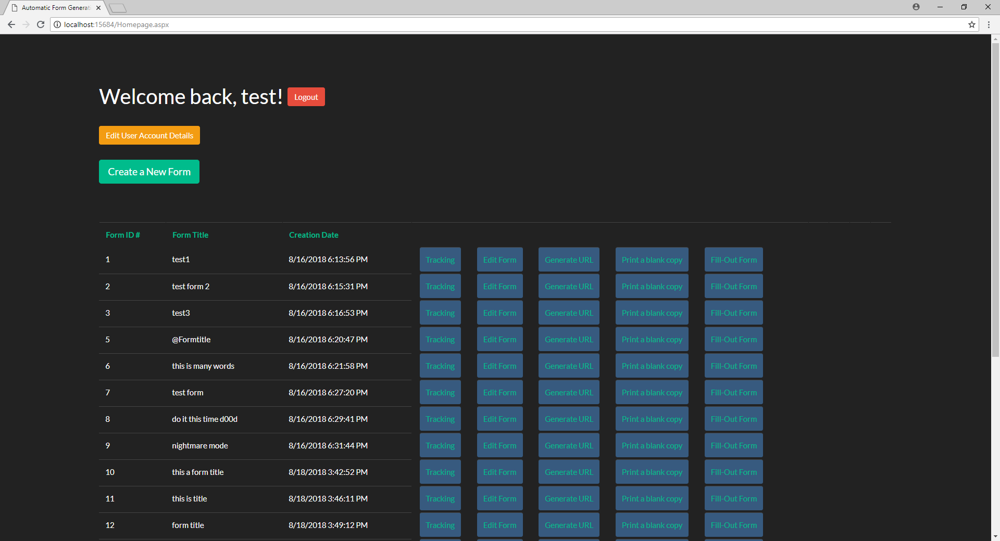 Automatic Form Generat
localhost:15684/Homepage.aspx
Welcome back, test! Logout
Edit User Account Details
Create a New Form
Form ID # Form Title Creation Date
1 test1 8/16/2018 6:13:56 PM Tracking Edit Form Generate URL Print a blank copy Fill-Out Form
2 test form 2 8/16/2018 6:15:31 PM Tracking Edit Form Generate URL Print a blank copy Fill-Out Form
3 test3 8/16/2018 6:16:53 PM Tracking Edit Form Generate URL Print a blank copy Fill-Out Form
5 @Formtitle 8/16/2018 6:20:47 PM Tracking Edit Form Generate URL Print a blank copy Fill-Out Form
6 this is many words 8/16/2018 6:21:58 PM Tracking Edit Form Generate URL Print a blank copy Fill-Out Form
7 test form 8/16/2018 6:27:20 PM Tracking Edit Form Generate URL Print a blank copy Fill-Out Form
8 do it this time d00d 8/16/2018 6:29:41 PM Tracking Edit Form Generate URL Print a blank copy Fill-Out Form
9 nightmare mode 8/16/2018 6:31:44 PM Tracking Edit Form Generate URL Print a blank copy Fill-Out Form
10 this a form title 8/18/2018 3:42:52 PM Tracking Edit Form Generate URL Print a blank copy Fill-Out Form
11 this is title 8/18/2018 3:46:11 PM Tracking Edit Form Generate URL Print a blank copy Fill-Out Form
12 form title 8/18/2018 3:49:12 PM Tracking Edit Form Generate URL Print a blank copy Fill-Out Form